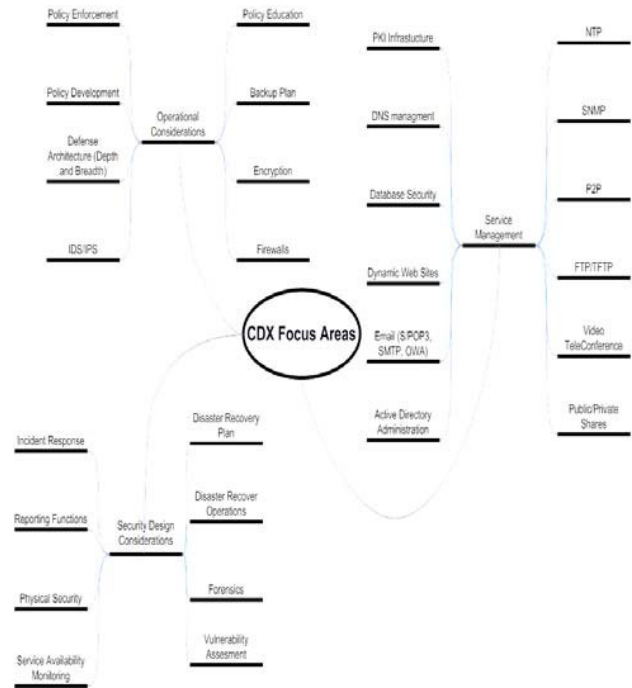 Policy Enforcement
Policy Education
Policy Development
Operational
Considerations
Backup Plan
Defense
Architecture (Depth
and Breadth)
Encryption
IDS/IPS
Firewalls
PKI Infrastucture
NTP
DNS managment
SNMP
Database Security
P2P
Service
Management
Dynamic Web Sites
FTP/TFTP
Email (S/POP3,
SMTP, OWA)
Video
TeleConference
Active Directory
Administration
Public/Private
Shares
CDX Focus Areas
Incident Response
Disaster Recovery
Plan
Reporting Functions
Disaster Recover
Operations
Security Design
Considerations
Physical Security
Forensics
Service Availability
Monitoring
Vulnerability
Assesment